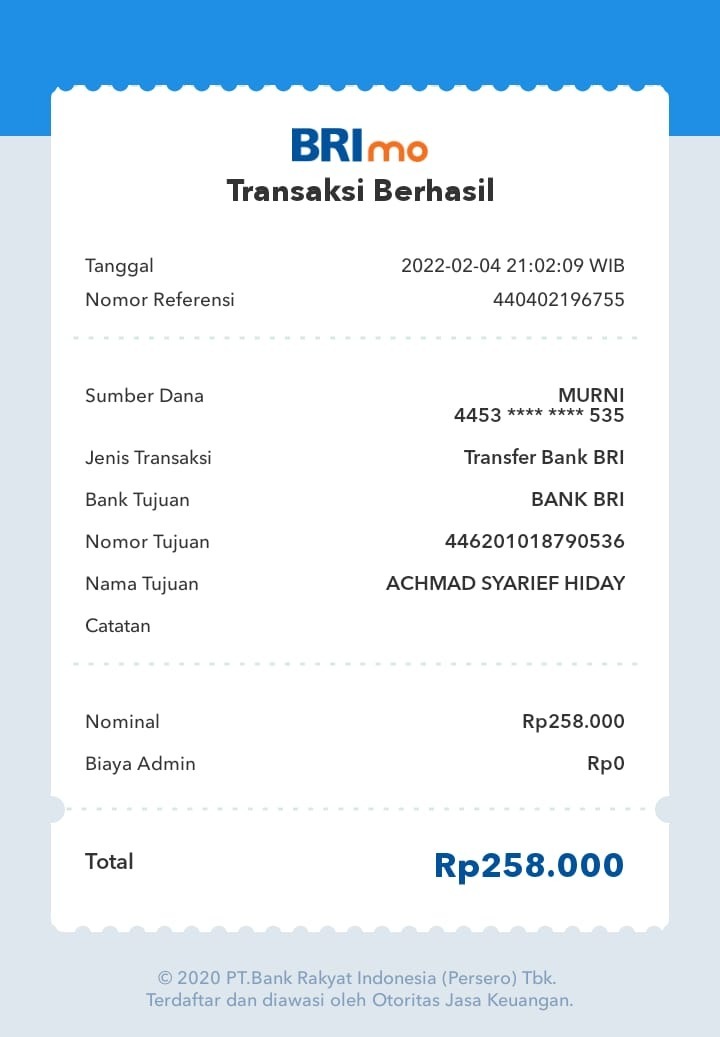 BRImo
Transaksi Berhasil
Tanggal 2022-02-04 21:02:09 WIB
Nomor Referensi 440402196755
Sumber Dana MURNI
4453 **** **** 535
Jenis Transaksi Transfer Bank BRI
Bank Tujuan BANK BRI
Nomor Tujuan 446201018790536
Nama Tujuan ACHMAD SYARIEF HIDAY
Catatan
Nominal Rp258.000
Biaya Admin Rp0
Total Rp258.000
© 2020 PT.Bank Rakyat Indonesia (Persero) Tbk.
Terdaftar dan diawasi oleh Otoritas Jasa Keuangan.